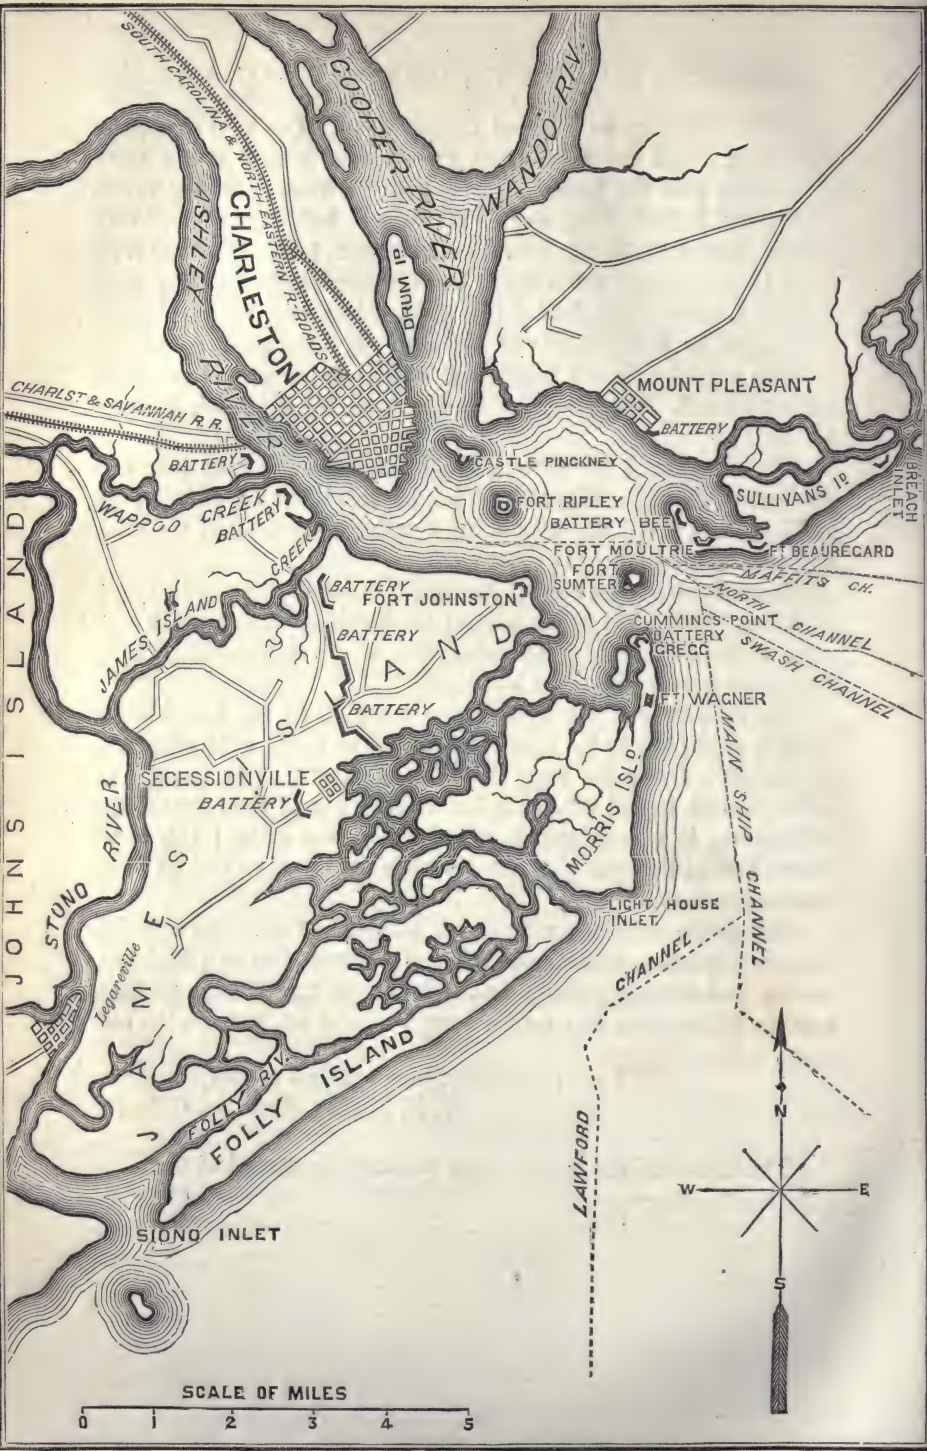 SOUTH CAROLINA & NORTH EASTERN R. ROADS
COOPER RIVER
WANDO RIV.
ASHLEY RIVER
CHARLESTON
DRUM ID
MOUNT PLEASANT
CHARLST & SAVANNAH R. R.
BATTERY
BATTERY
CASTLE PINCKNEY
SULLIVANS ID
BREACH
INLET
WAPPOO CREEK
BATTERY
FORT RIPLEY
BATTERY BEE
CREEK
FORT MOULTRIE
FT BEAUREGARD
FORT
SUMTER
MAFFITS CH.
BATTERY
FORT JOHNSTON
JAMES ISLAND
NORTH CHANNEL
CUMMINGS POINT
BATTERY
GREGG
SWASH CHANNEL
BATTERY
FT WAGNER
BATTERY
JOHNS ISLAND
MAIN SHIP CHANNEL
SECESSIONVILLE
BATTERY
MORRIS ISLD
STONO RIVER
LIGHT HOUSE
INLET
CHANNEL
Legareville
JAMES ISLAND
FOLLY RIV.
FOLLY ISLAND
LAWFORD
N
W
E
S
SIONO INLET
SCALE OF MILES
0 1 2 3 4 5